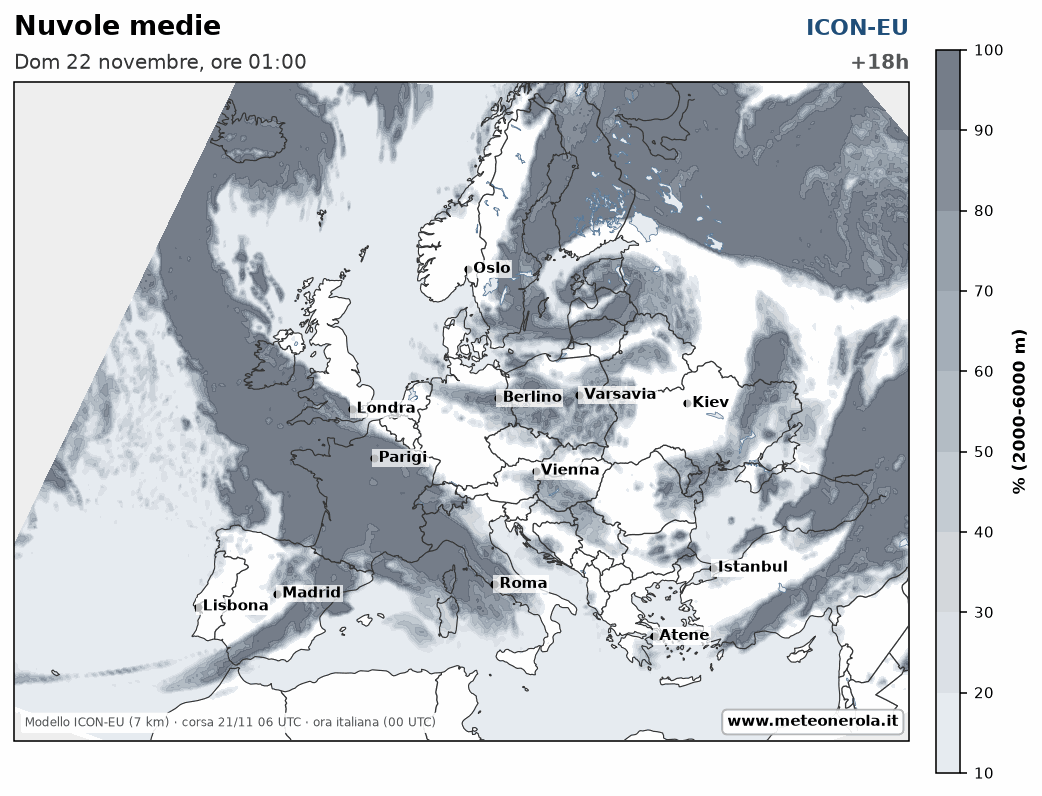 Nuvole medie
ICON-EU
Dom 22 novembre, ore 01:00
+18h
100
90
80
70
60
50
40
30
20
10
% (2000-6000 m)
Oslo
Londra
Berlino
Varsavia
Kiev
Parigi
Vienna
Istanbul
Roma
Madrid
Lisbona
Atene
Modello ICON-EU (7 km) · corsa 21/11 06 UTC · ora italiana (00 UTC)
www.meteonerola.it